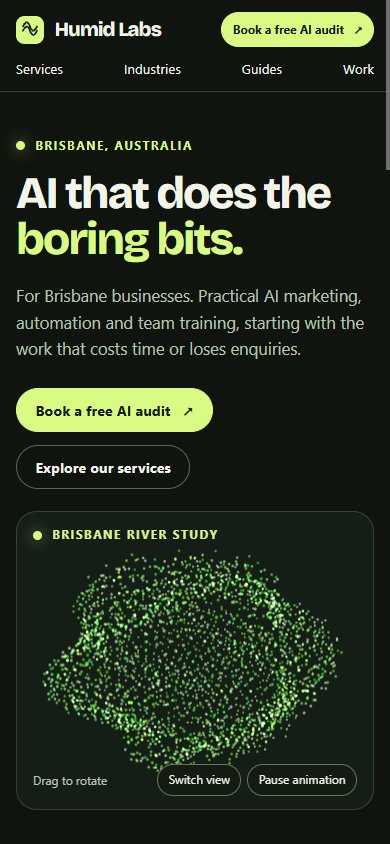 Humid Labs
Book a free AI audit ↗
Services Industries Guides Work
BRISBANE, AUSTRALIA
AI that does the
boring bits.
For Brisbane businesses. Practical AI marketing,
automation and team training, starting with the
work that costs time or loses enquiries.
Book a free AI audit ↗
Explore our services
BRISBANE RIVER STUDY
Drag to rotate
Switch view
Pause animation